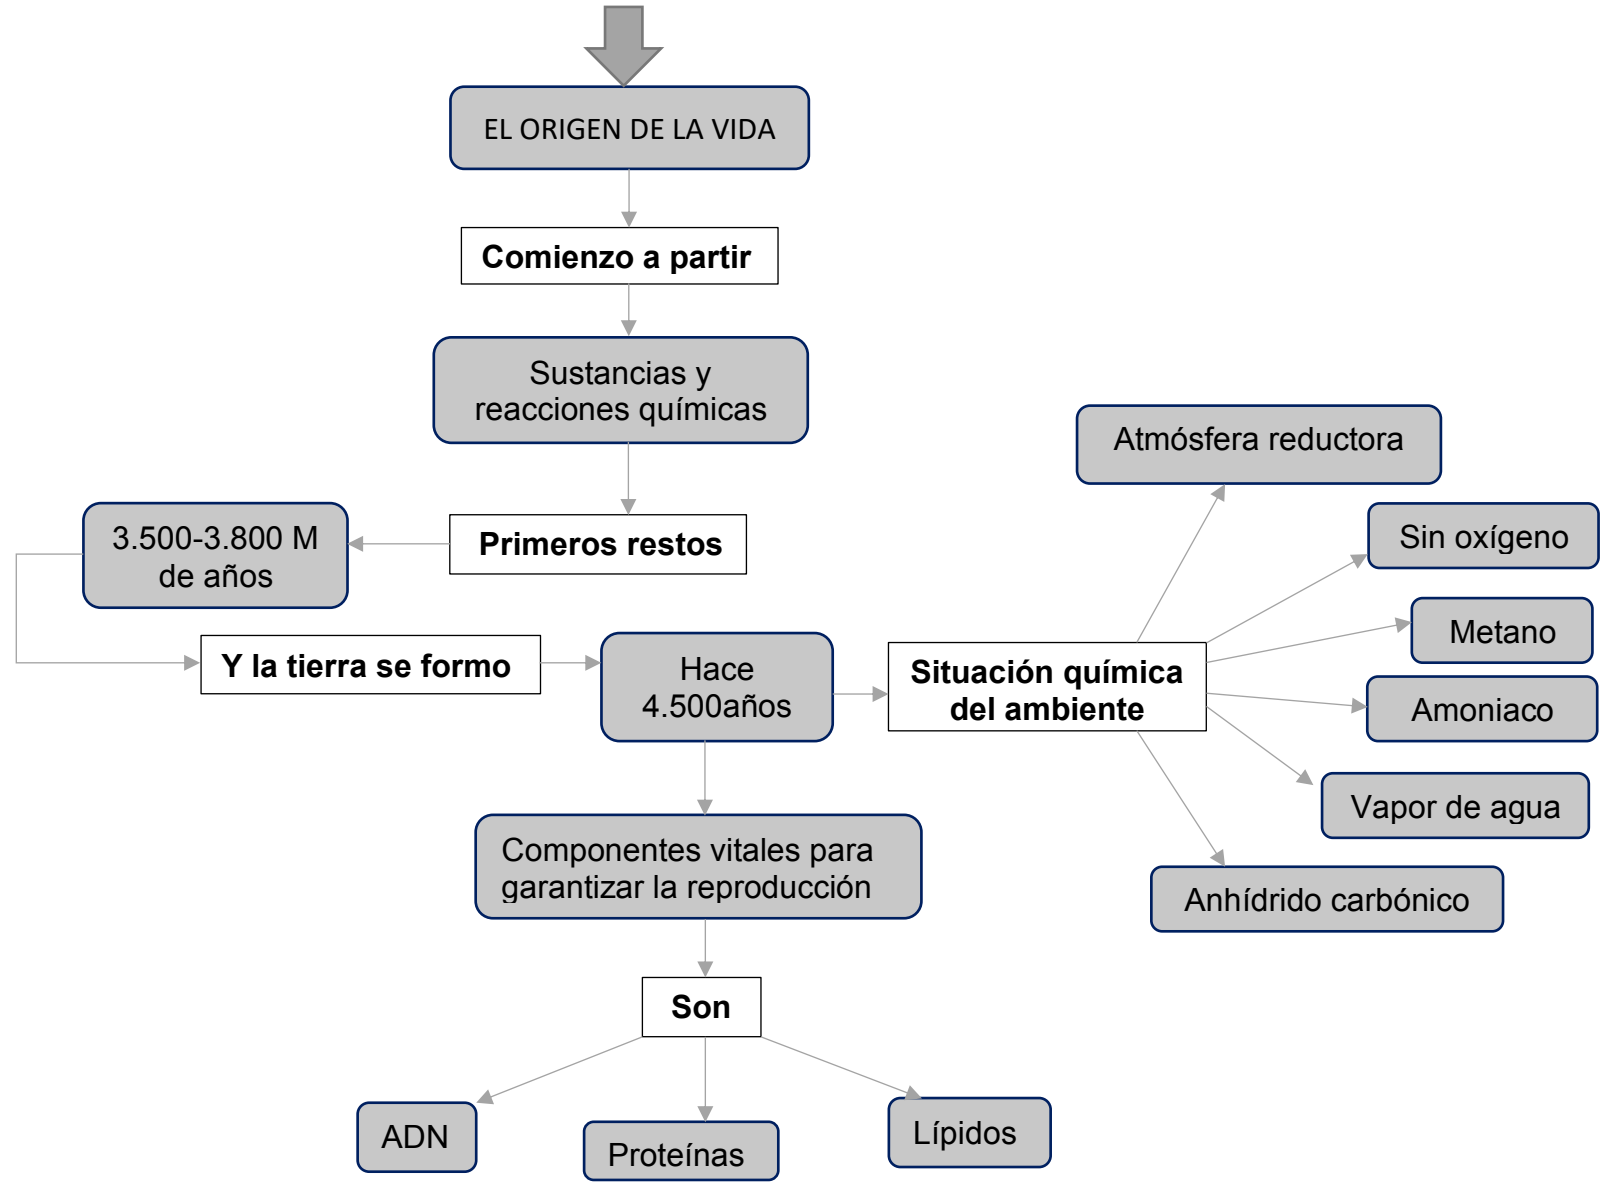 EL ORIGEN DE LA VIDA
Comienzo a partir
Sustancias y
reacciones químicas
Primeros restos
3.500-3.800 M
de años
Y la tierra se formo
Hace
4.500años
Situación química
del ambiente
Atmósfera reductora
Sin oxígeno
Metano
Amoniaco
Vapor de agua
Anhídrido carbónico
Componentes vitales para
garantizar la reproducción
Son
ADN
Proteínas
Lípidos